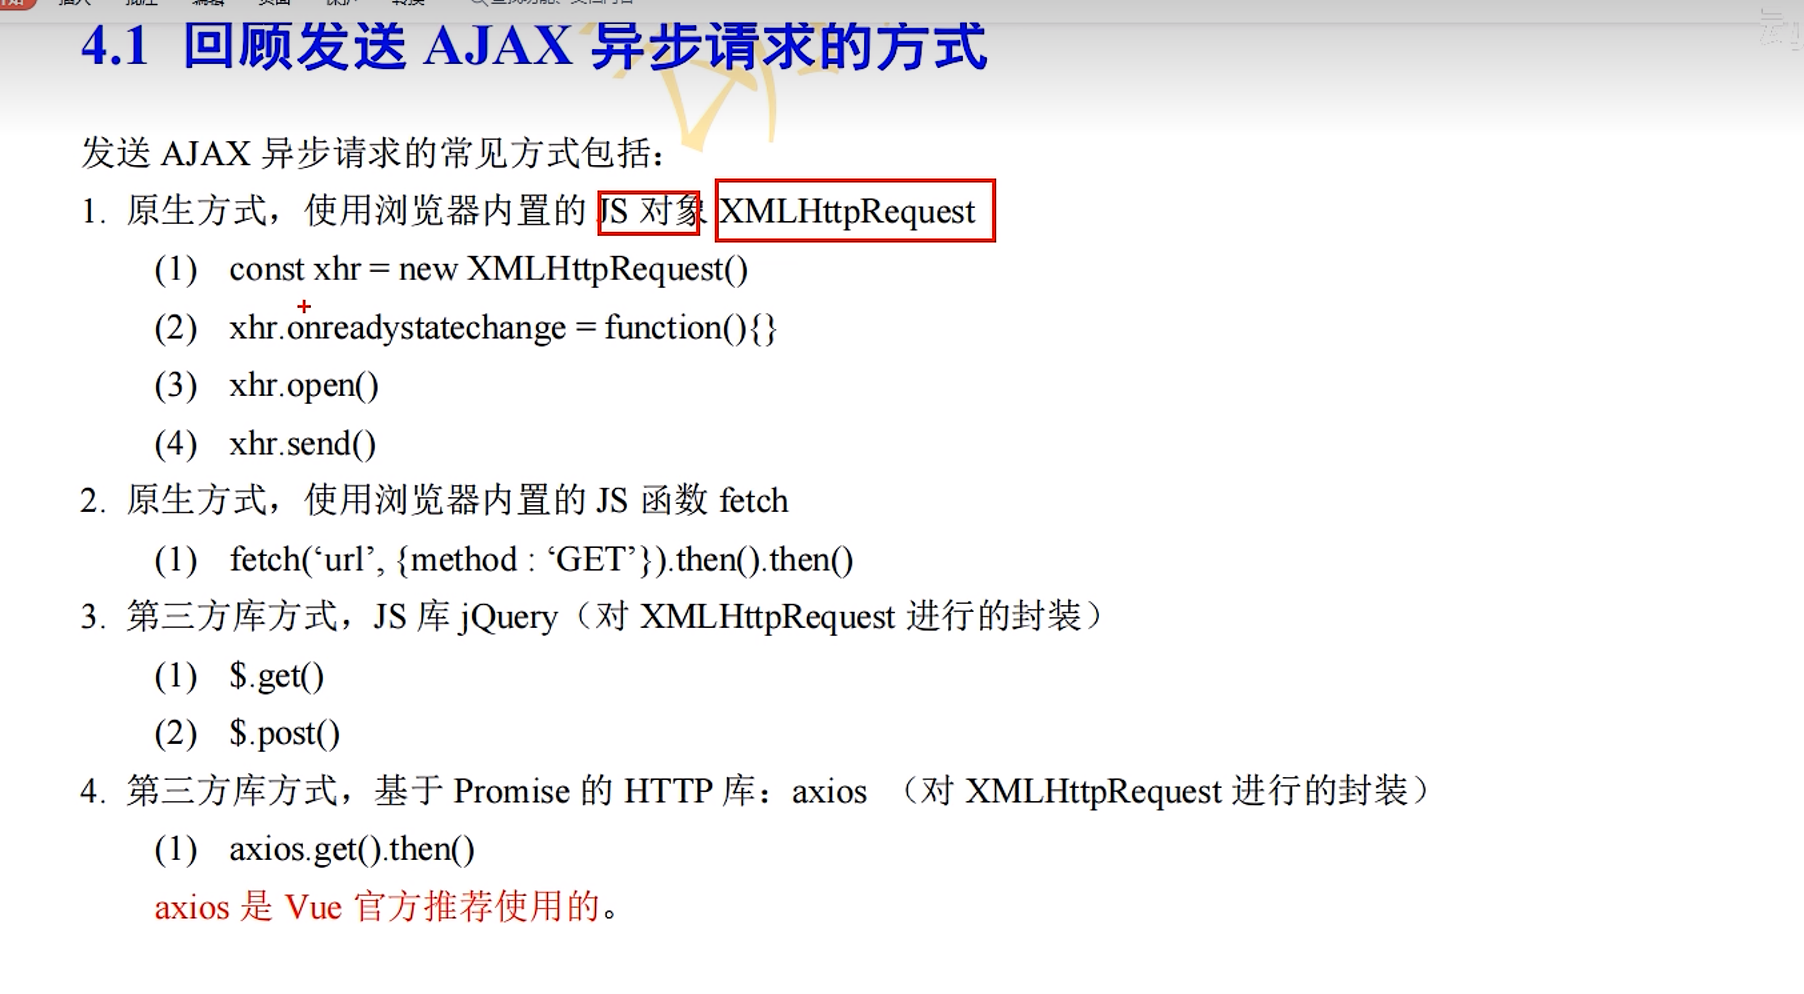 4.1 回顾发送 AJAX 异步请求的方式
发送 AJAX 异步请求的常见方式包括：
1. 原生方式，使用浏览器内置的 JS 对象 XMLHttpRequest
(1) const xhr = new XMLHttpRequest()
(2) xhr.onreadystatechange = function(){}
(3) xhr.open()
(4) xhr.send()
2. 原生方式，使用浏览器内置的 JS 函数 fetch
(1) fetch(‘url’, {method : ‘GET’}).then().then()
3. 第三方库方式，JS 库 jQuery（对 XMLHttpRequest 进行的封装）
(1) $.get()
(2) $.post()
4. 第三方库方式，基于 Promise 的 HTTP 库：axios （对 XMLHttpRequest 进行的封装）
(1) axios.get().then()
axios 是 Vue 官方推荐使用的。